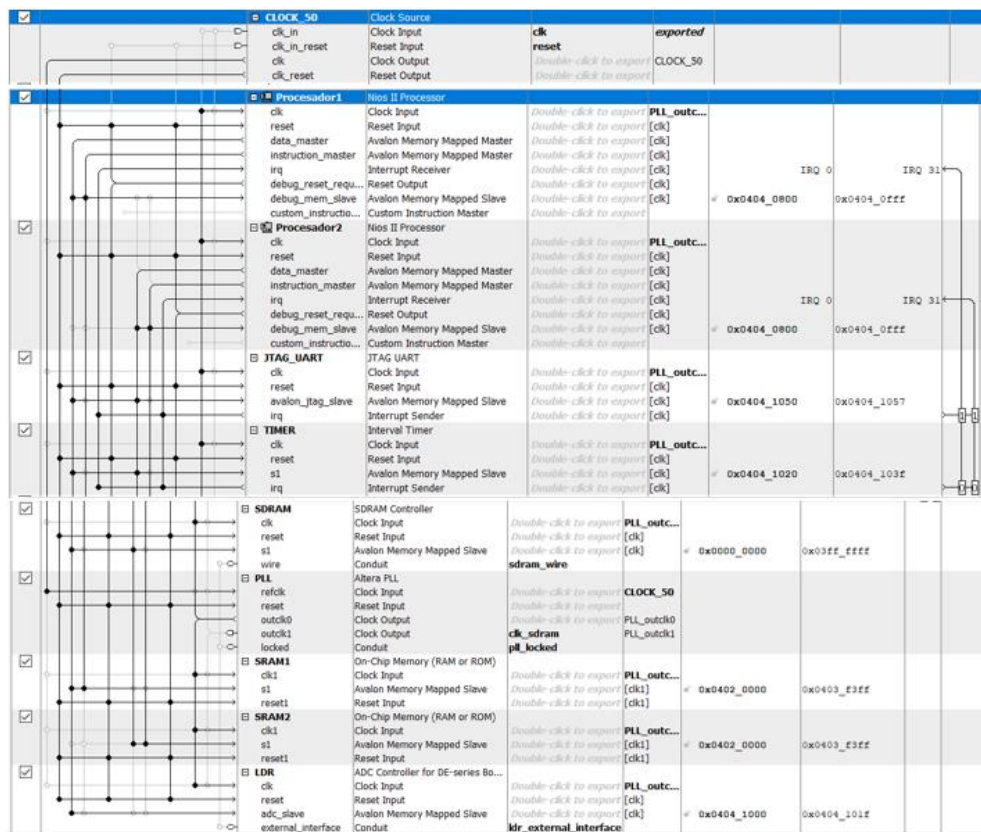 CLOCK_50 Clock Source
clk_in Clock Input clk exported
clk_in_reset Reset Input reset
clk Clock Output Double-click to export CLOCK_50
clk_reset Reset Output Double-click to export
Procesador1 Nios II Processor
clk Clock Input Double-click to export PLL_outc...
reset Reset Input Double-click to export [clk]
data_master Avalon Memory Mapped Master Double-click to export [clk]
instruction_master Avalon Memory Mapped Master Double-click to export [clk]
irq Interrupt Receiver Double-click to export [clk] IRQ 0 IRQ 31
debug_reset_requ... Reset Output Double-click to export [clk]
debug_mem_slave Avalon Memory Mapped Slave Double-click to export [clk] 0x0404_0800 0x0404_0fff
custom_instructio... Custom Instruction Master Double-click to export
Procesador2 Nios II Processor
clk Clock Input Double-click to export PLL_outc...
reset Reset Input Double-click to export [clk]
data_master Avalon Memory Mapped Master Double-click to export [clk]
instruction_master Avalon Memory Mapped Master Double-click to export [clk]
irq Interrupt Receiver Double-click to export [clk] IRQ 0 IRQ 31
debug_reset_requ... Reset Output Double-click to export [clk]
debug_mem_slave Avalon Memory Mapped Slave Double-click to export [clk] 0x0404_0800 0x0404_0fff
custom_instructio... Custom Instruction Master Double-click to export
JTAG_UART JTAG UART
clk Clock Input Double-click to export PLL_outc...
reset Reset Input Double-click to export [clk]
avalon_jtag_slave Avalon Memory Mapped Slave Double-click to export [clk] 0x0404_1050 0x0404_1057
irq Interrupt Sender Double-click to export [clk] 1 1
TIMER Interval Timer
clk Clock Input Double-click to export PLL_outc...
reset Reset Input Double-click to export [clk]
s1 Avalon Memory Mapped Slave Double-click to export [clk] 0x0404_1020 0x0404_103f
irq Interrupt Sender Double-click to export [clk] 0 0
SDRAM SDRAM Controller
clk Clock Input Double-click to export PLL_outc...
reset Reset Input Double-click to export [clk]
s1 Avalon Memory Mapped Slave Double-click to export [clk] 0x0000_0000 0x03ff_ffff
wire Conduit sdram_wire
PLL Altera PLL
refclk Clock Input Double-click to export CLOCK_50
reset Reset Input Double-click to export
outclk0 Clock Output Double-click to export PLL_outclk0
outclk1 Clock Output clk_sdram PLL_outclk1
locked Conduit pll_locked
SRAM1 On-Chip Memory (RAM or ROM)
clk1 Clock Input Double-click to export PLL_outc...
s1 Avalon Memory Mapped Slave Double-click to export [clk1] 0x0402_0000 0x0403_f3ff
reset1 Reset Input Double-click to export [clk1]
SRAM2 On-Chip Memory (RAM or ROM)
clk1 Clock Input Double-click to export PLL_outc...
s1 Avalon Memory Mapped Slave Double-click to export [clk1] 0x0402_0000 0x0403_f3ff
reset1 Reset Input Double-click to export [clk1]
LDR ADC Controller for DE-series Bo...
clk Clock Input Double-click to export PLL_outc...
reset Reset Input Double-click to export [clk]
adc_slave Avalon Memory Mapped Slave Double-click to export [clk] 0x0404_1000 0x0404_101f
external_interface Conduit ldr_external_interface